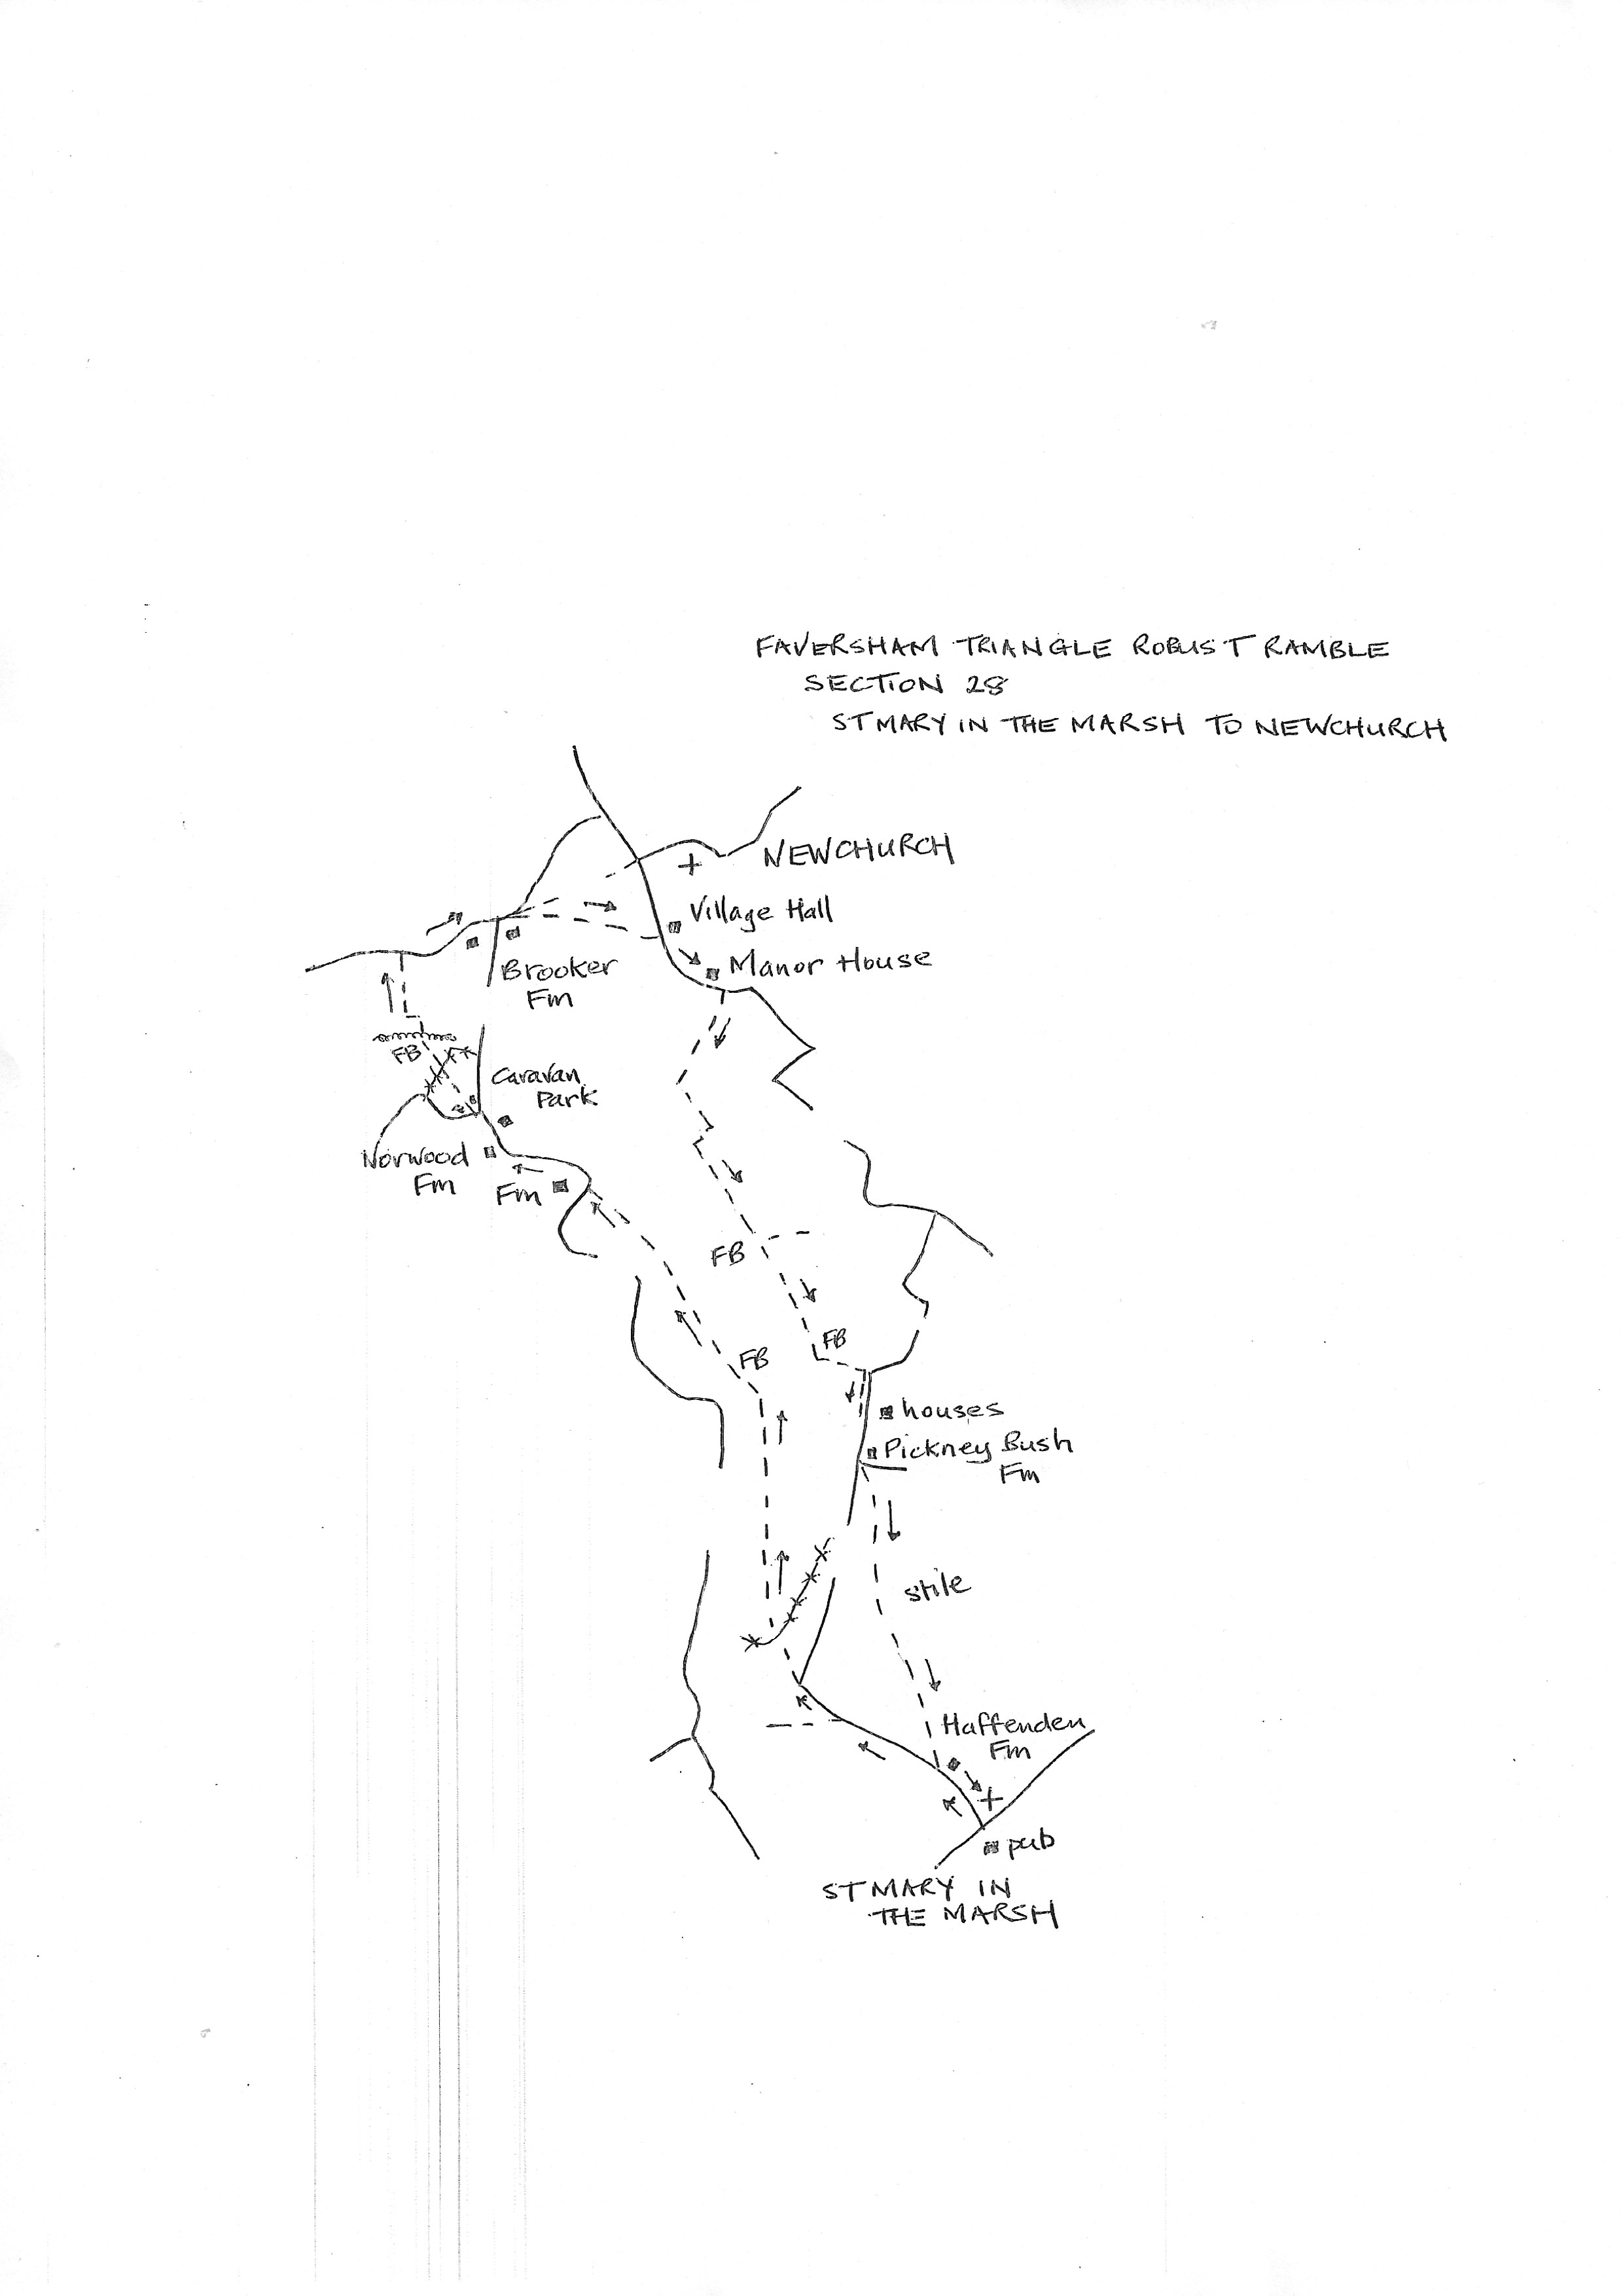 FAVERSHAM TRIANGLE ROBUST RAMBLE
SECTION 28
ST MARY IN THE MARSH TO NEWCHURCH
NEWCHURCH
Village Hall
Manor House
Brooker
Fm
FB
Caravan
Park
Norwood
Fm
Fm
FB
FB
FB
houses
Pickney Bush
Fm
stile
Haffenden
Fm
pub
ST MARY IN
THE MARSH